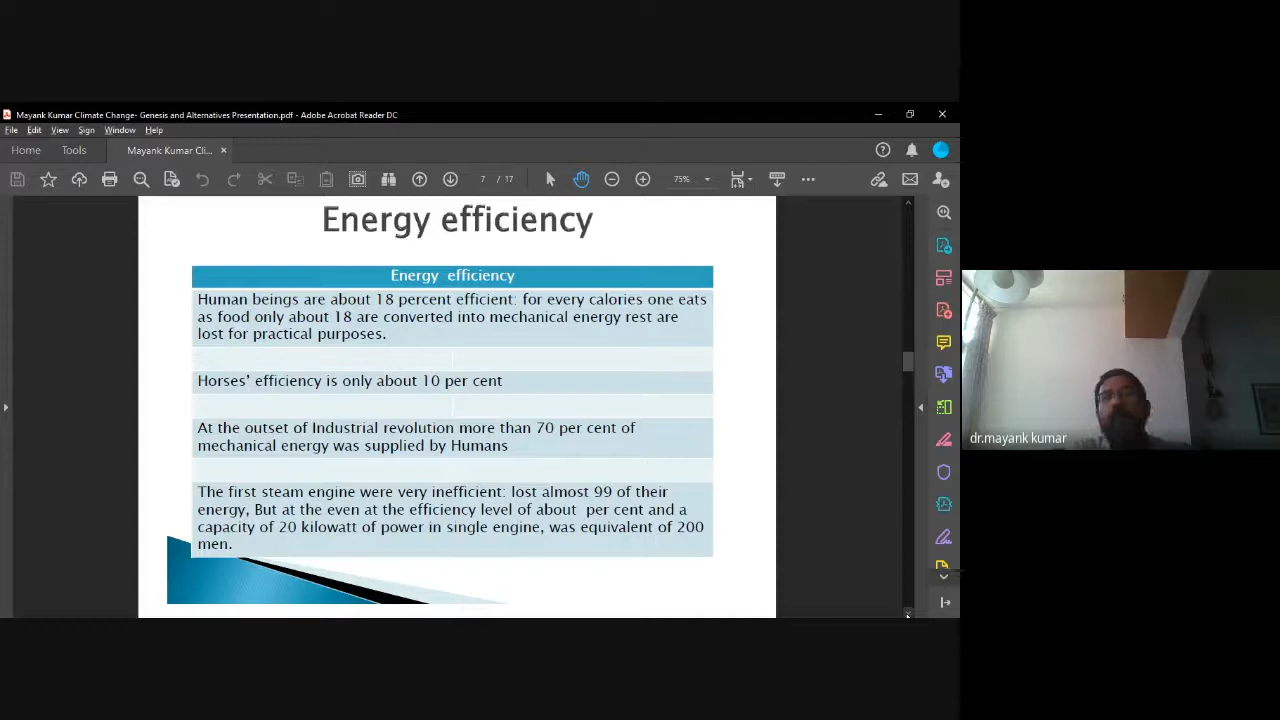 Mayank Kumar Climate Change- Genesis and Alternatives Presentation.pdf - Adobe Acrobat Reader DC
File Edit View Sign Window Help
Home Tools Mayank Kumar Cli... ×
7 / 17 75%
Energy efficiency
Energy efficiency
Human beings are about 18 percent efficient: for every calories one eats
as food only about 18 are converted into mechanical energy rest are
lost for practical purposes.
Horses’ efficiency is only about 10 per cent
At the outset of Industrial revolution more than 70 per cent of
mechanical energy was supplied by Humans
The first steam engine were very inefficient: lost almost 99 of their
energy, But at the even at the efficiency level of about per cent and a
capacity of 20 kilowatt of power in single engine, was equivalent of 200
men.
dr.mayank kumar